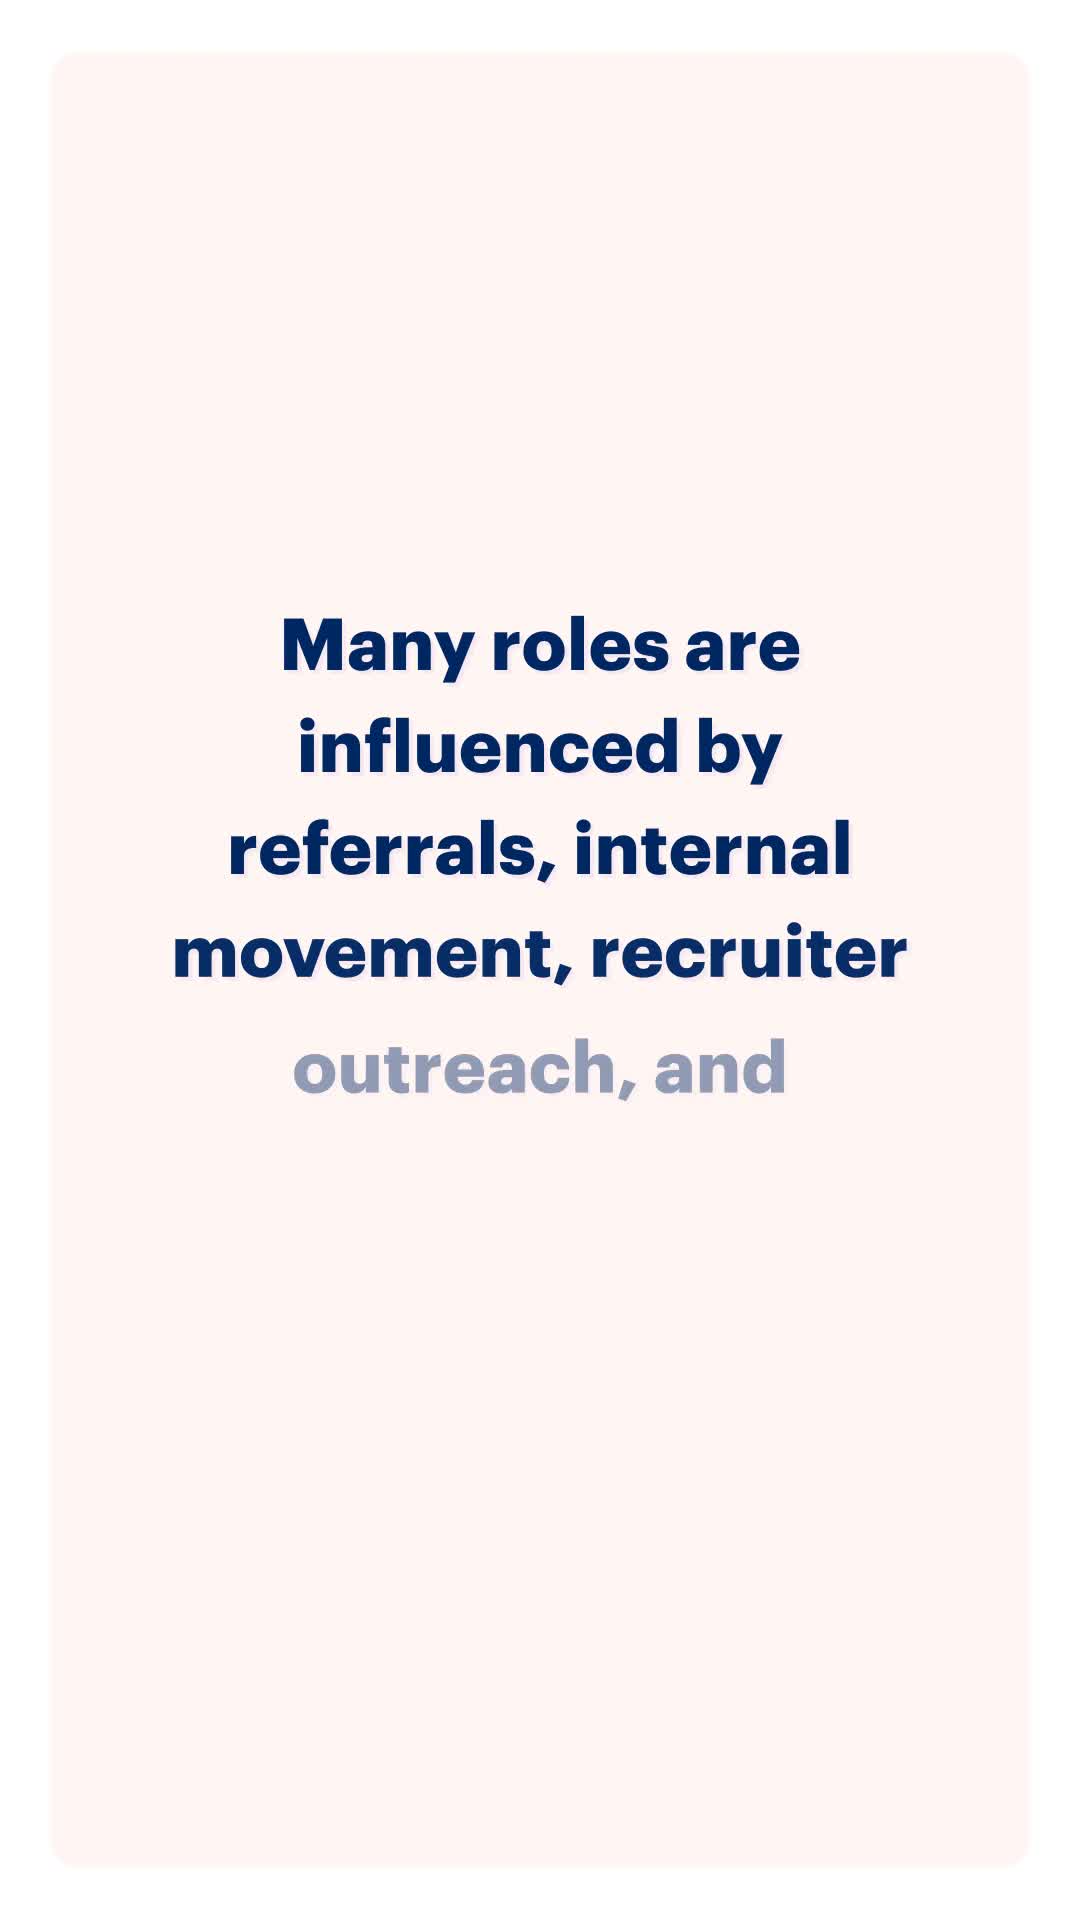 Many roles are
influenced by
referrals, internal
movement, recruiter
outreach, and